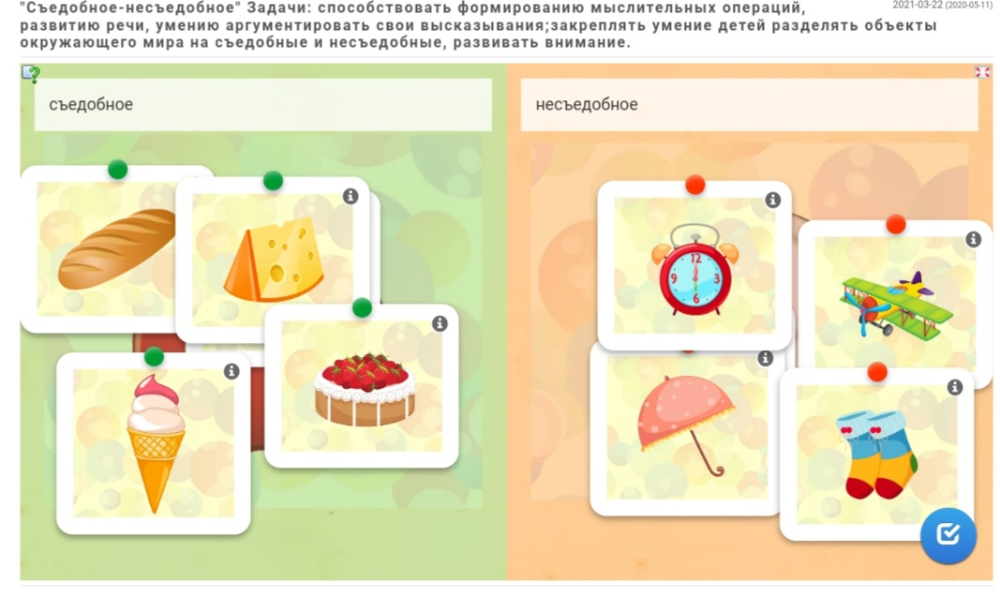 "Съедобное-несъедобное" Задачи: способствовать формированию мыслительных операций,
2021-03-22 (2020-05-11)
развитию речи, умению аргументировать свои высказывания;закреплять умение детей разделять объекты
окружающего мира на съедобные и несъедобные, развивать внимание.
съедобное
несъедобное
12
9 3
6